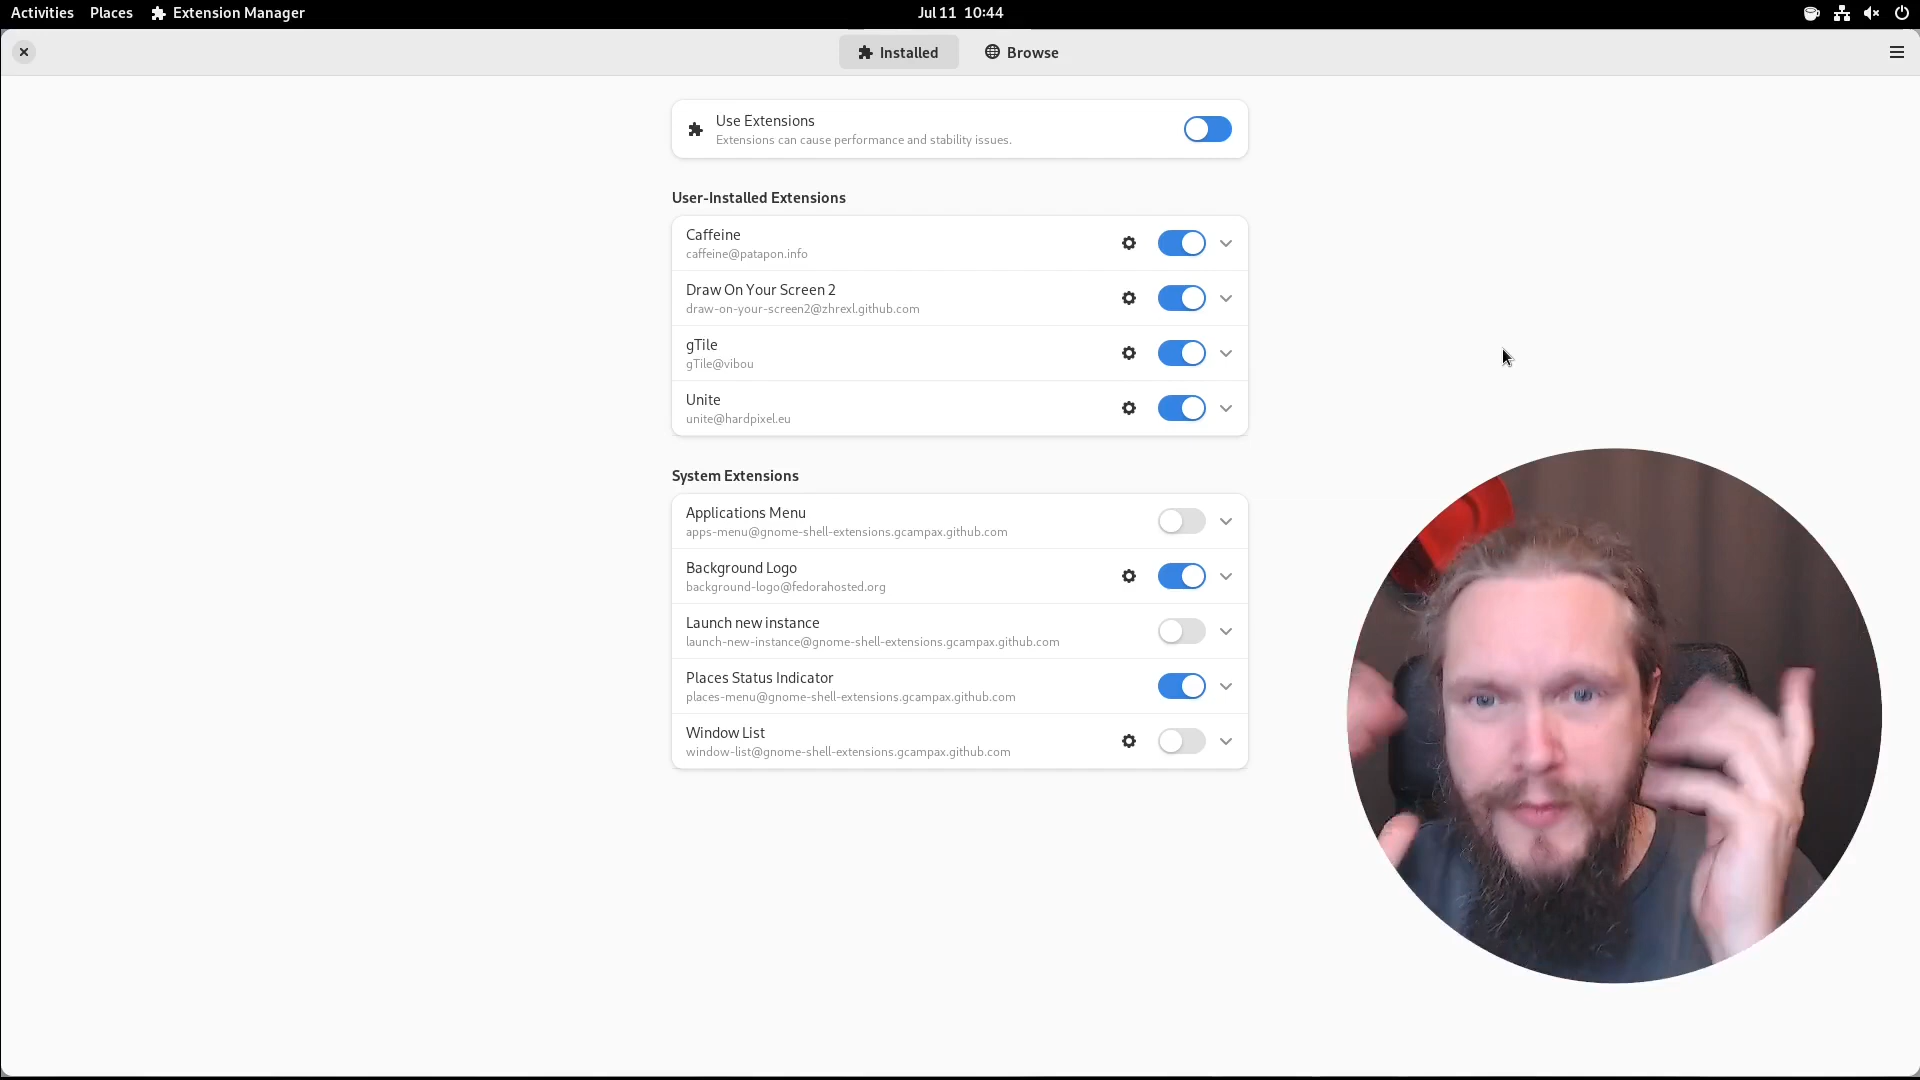 Activities Places Extension Manager Jul 11 10:44
Installed Browse
Use Extensions
Extensions can cause performance and stability issues.
User-Installed Extensions
Caffeine
caffeine@patapon.info
Draw On Your Screen 2
draw-on-your-screen2@zhrexl.github.com
gTile
gTile@vibou
Unite
unite@hardpixel.eu
System Extensions
Applications Menu
apps-menu@gnome-shell-extensions.gcampax.github.com
Background Logo
background-logo@fedorahosted.org
Launch new instance
launch-new-instance@gnome-shell-extensions.gcampax.github.com
Places Status Indicator
places-menu@gnome-shell-extensions.gcampax.github.com
Window List
window-list@gnome-shell-extensions.gcampax.github.com